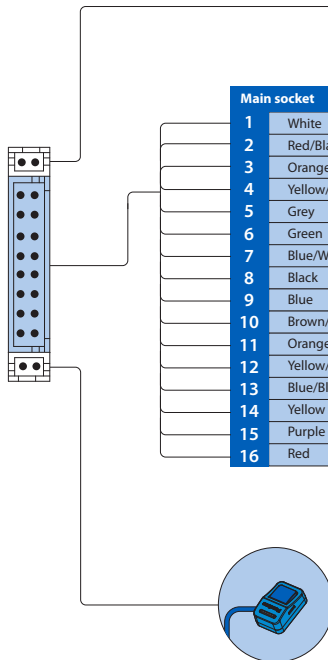 Main socket
1 White
2
3
4
5 Grey
6 Green
7
8 Black
9 Blue
10
11
12
13
14 Yellow
15 Purple
16 Red